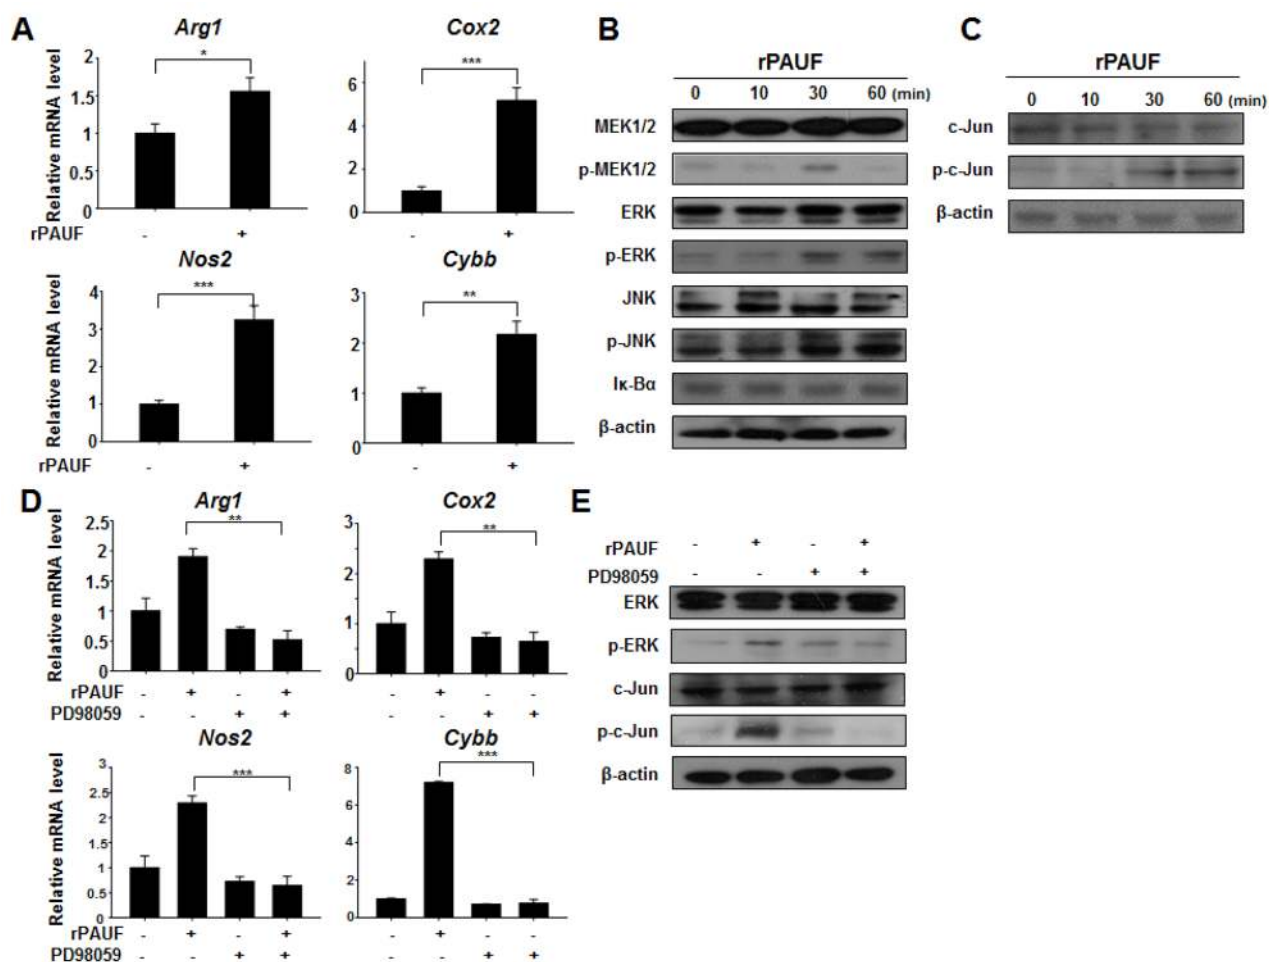 A
Arg1
*
Relative mRNA level
2
1.5
1
0.5
0
rPAUF
- +
Cox2
***
6
4
2
0
- +
Nos2
***
Relative mRNA level
4
3
2
1
0
rPAUF
- +
Cybb
**
3
2
1
0
- +
B
rPAUF
0 10 30 60 (min)
MEK1/2
p-MEK1/2
ERK
p-ERK
JNK
p-JNK
Iκ-Bα
β-actin
C
rPAUF
0 10 30 60 (min)
c-Jun
p-c-Jun
β-actin
D
Arg1
**
Relative mRNA level
2.5
2
1.5
1
0.5
0
rPAUF - + - +
PD98059 - - + +
Cox2
**
3
2
1
0
- + - +
- - + +
Nos2
***
Relative mRNA level
3
2.5
2
1.5
1
0.5
0
rPAUF - + - +
PD98059 - - + +
Cybb
***
8
6
4
2
0
- + - +
- - + +
E
rPAUF - + - +
PD98059 - - + +
ERK
p-ERK
c-Jun
p-c-Jun
β-actin